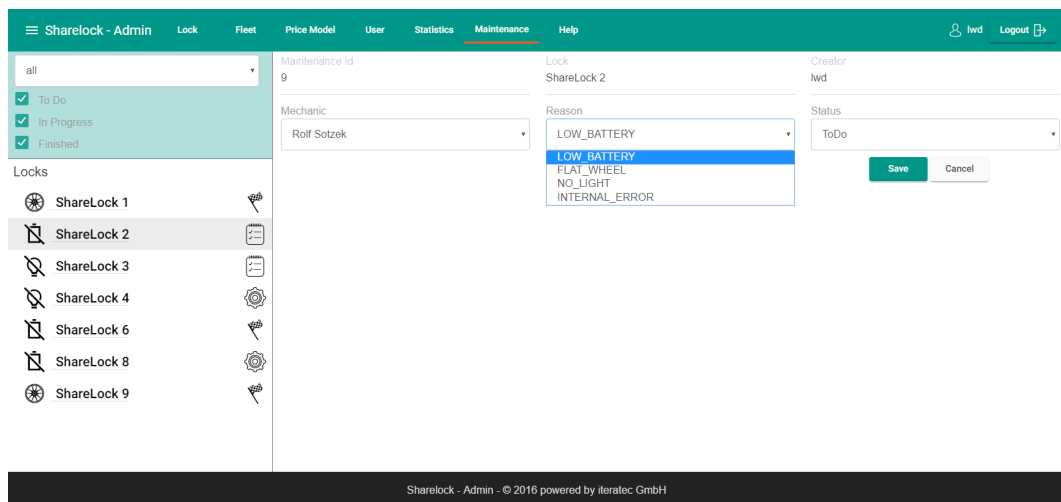 Sharelock - Admin Lock Fleet Price Model User Statistics Maintenance Help lwd Logout
all
To Do
In Progress
Finished
Locks
ShareLock 1
ShareLock 2
ShareLock 3
ShareLock 4
ShareLock 6
ShareLock 8
ShareLock 9
Maintenance Id Lock Creator
9 ShareLock 2 lwd
Mechanic Reason Status
Rolf Sotzek LOW_BATTERY ToDo
LOW_BATTERY
FLAT_WHEEL
NO_LIGHT
INTERNAL_ERROR
Save Cancel
Sharelock - Admin - © 2016 powered by iteratec GmbH